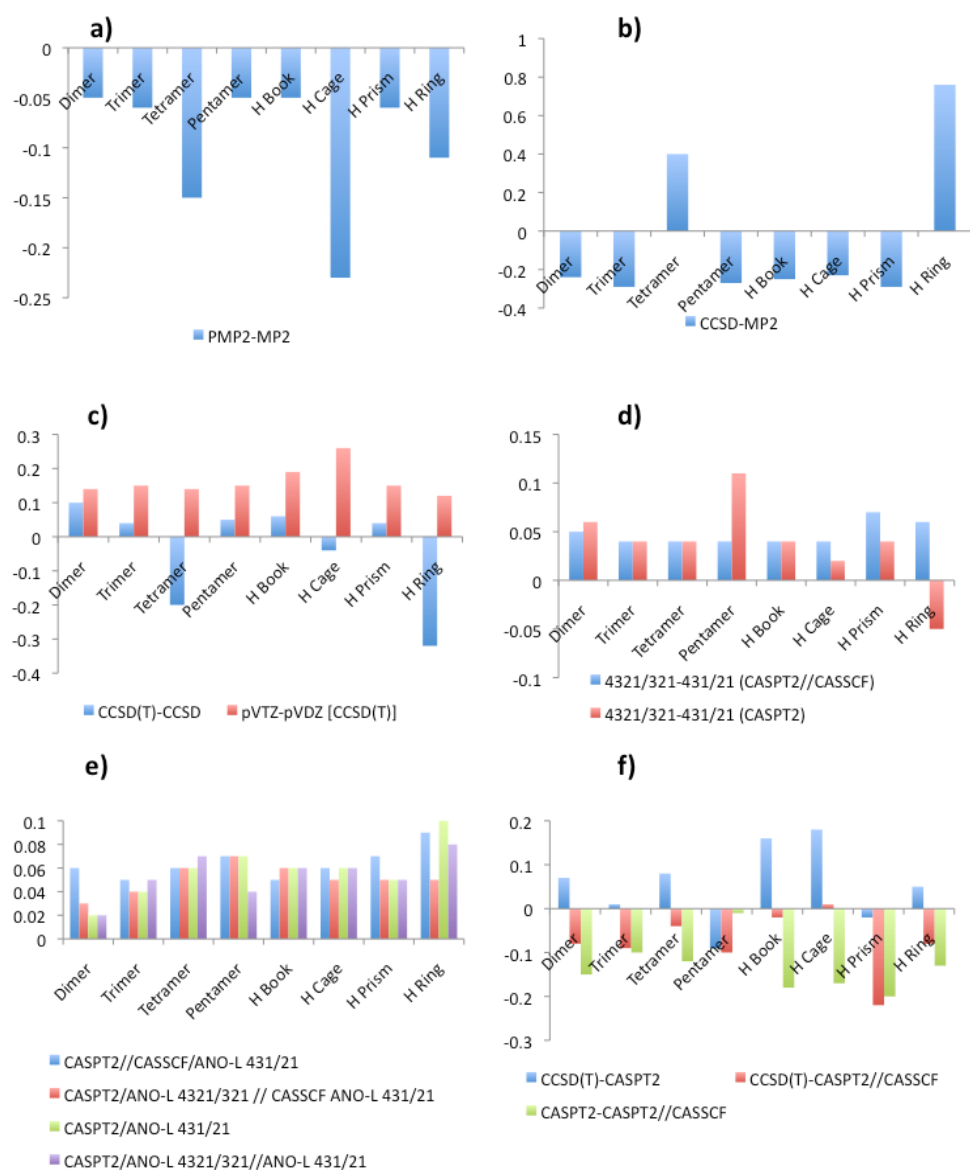 a)
0
-0.05
-0.1
-0.15
-0.2
-0.25
Dimer
Trimer
Tetramer
Pentamer
H Book
H Cage
H Prism
H Ring
PMP2-MP2
b)
1
0.8
0.6
0.4
0.2
0
-0.2
-0.4
Dimer
Trimer
Tetramer
Pentamer
H Book
H Cage
H Prism
H Ring
CCSD-MP2
c)
0.3
0.2
0.1
0
-0.1
-0.2
-0.3
-0.4
Dimer
Trimer
Tetramer
Pentamer
H Book
H Cage
H Prism
H Ring
CCSD(T)-CCSD
pVTZ-pVDZ [CCSD(T)]
d)
0.15
0.1
0.05
0
-0.05
-0.1
Dimer
Trimer
Tetramer
Pentamer
H Book
H Cage
H Prism
H Ring
4321/321-431/21 (CASPT2//CASSCF)
4321/321-431/21 (CASPT2)
e)
0.1
0.08
0.06
0.04
0.02
0
Dimer
Trimer
Tetramer
Pentamer
H Book
H Cage
H Prism
H Ring
CASPT2//CASSCF/ANO-L 431/21
CASPT2/ANO-L 4321/321 // CASSCF ANO-L 431/21
CASPT2/ANO-L 431/21
CASPT2/ANO-L 4321/321//ANO-L 431/21
f)
0.2
0.1
0
-0.1
-0.2
-0.3
Dimer
Trimer
Tetramer
Pentamer
H Book
H Cage
H Prism
H Ring
CCSD(T)-CASPT2
CCSD(T)-CASPT2//CASSCF
CASPT2-CASPT2//CASSCF